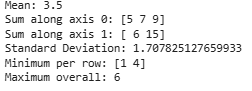 Mean: 3.5
Sum along axis 0: [5 7 9]
Sum along axis 1: [ 6 15]
Standard Deviation: 1.707825127659933
Minimum per row: [1 4]
Maximum overall: 6